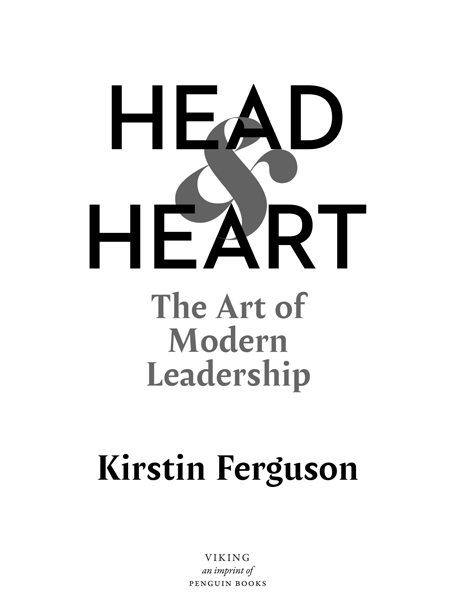 HEAD
&
HEART
The Art of
Modern
Leadership
Kirstin Ferguson
VIKING
an imprint of
PENGUIN BOOKS